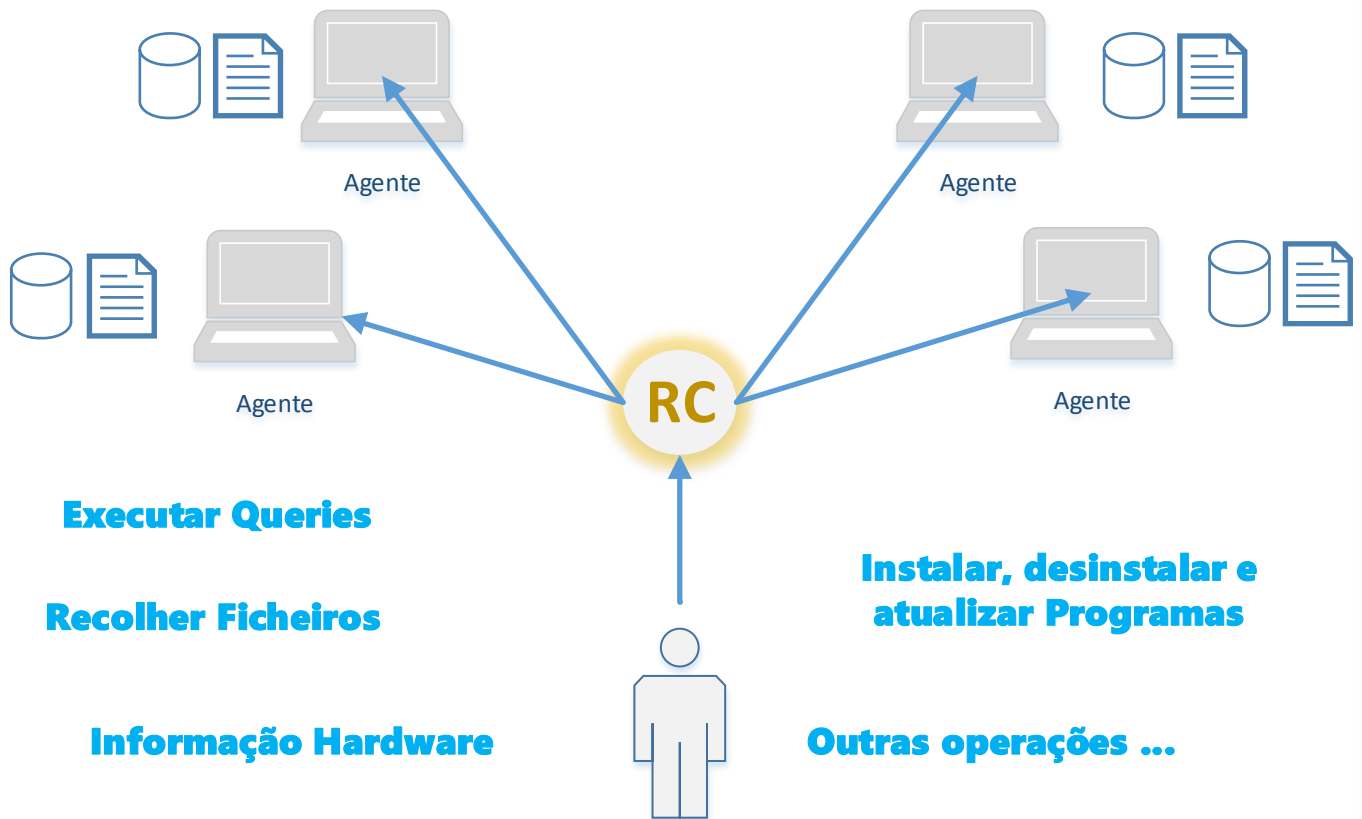 Agente
Agente
Agente
Agente
RC
Executar Queries
Instalar, desinstalar e
atualizar Programas
Recolher Ficheiros
Informação Hardware
Outras operações ...